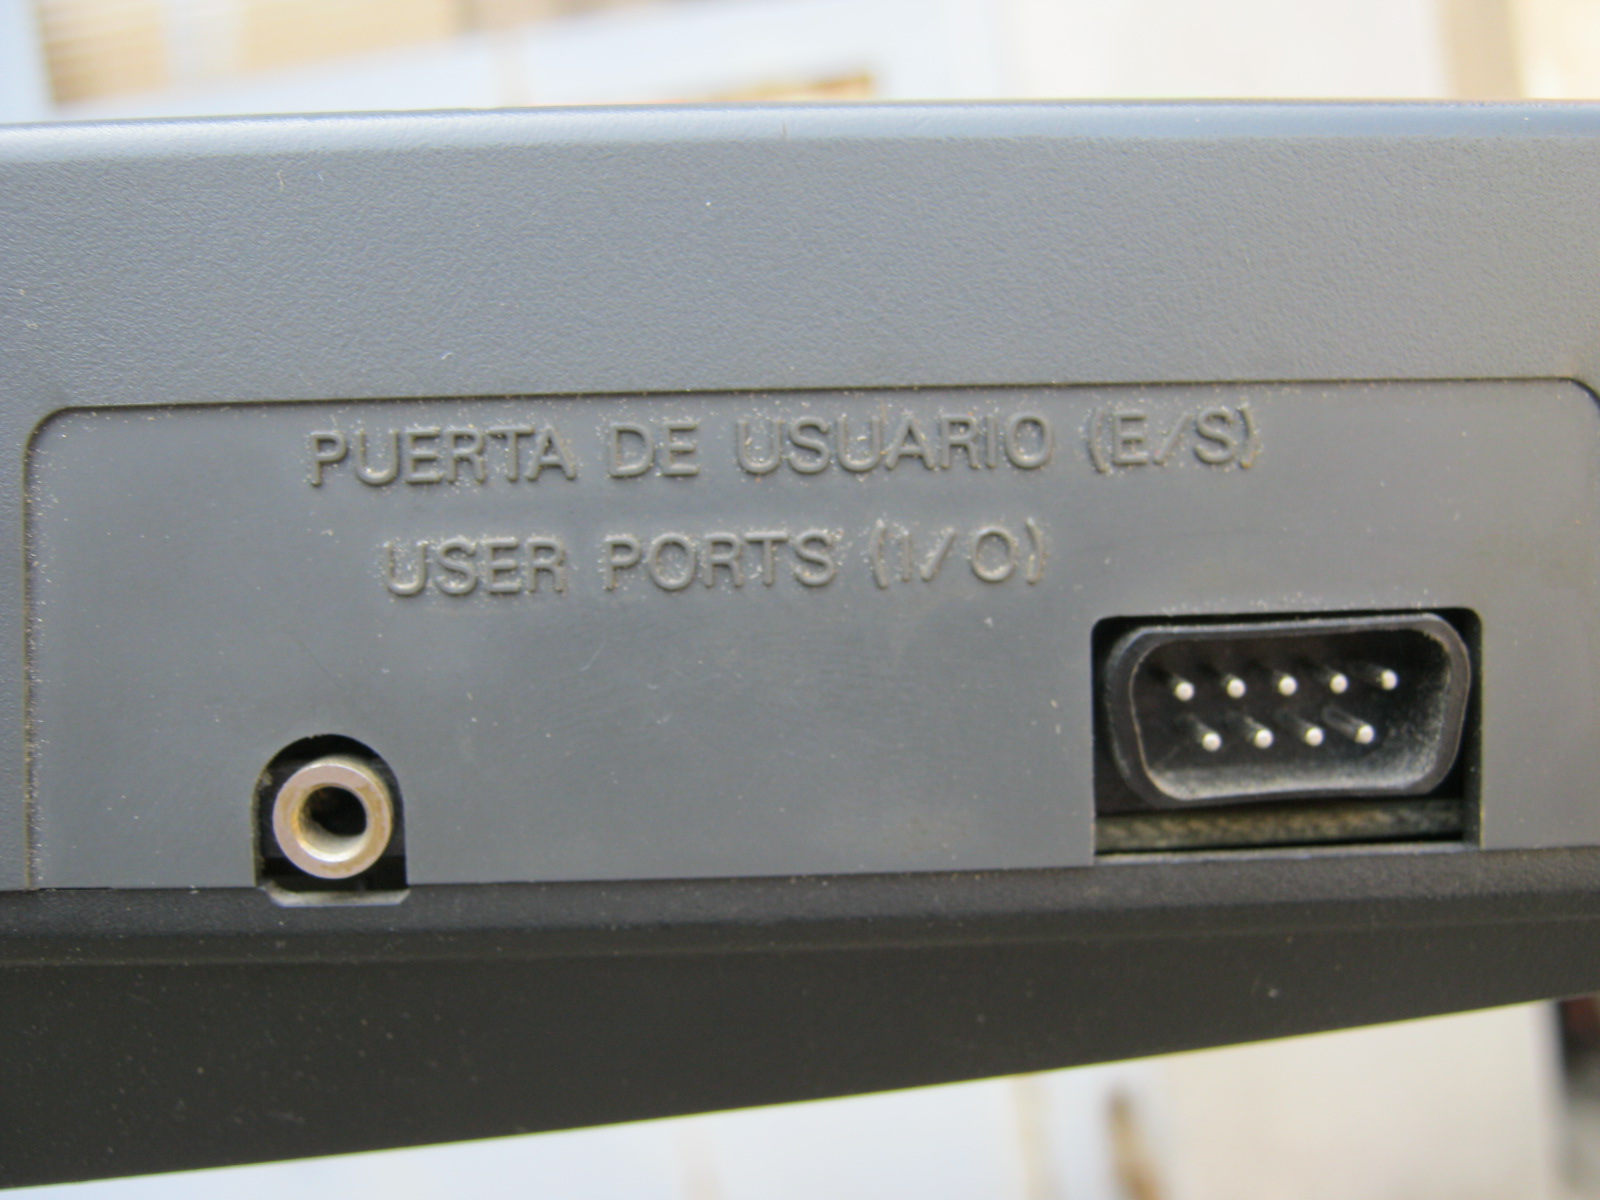 PUERTA DE USUARIO (E/S)
USER PORTS (I/O)